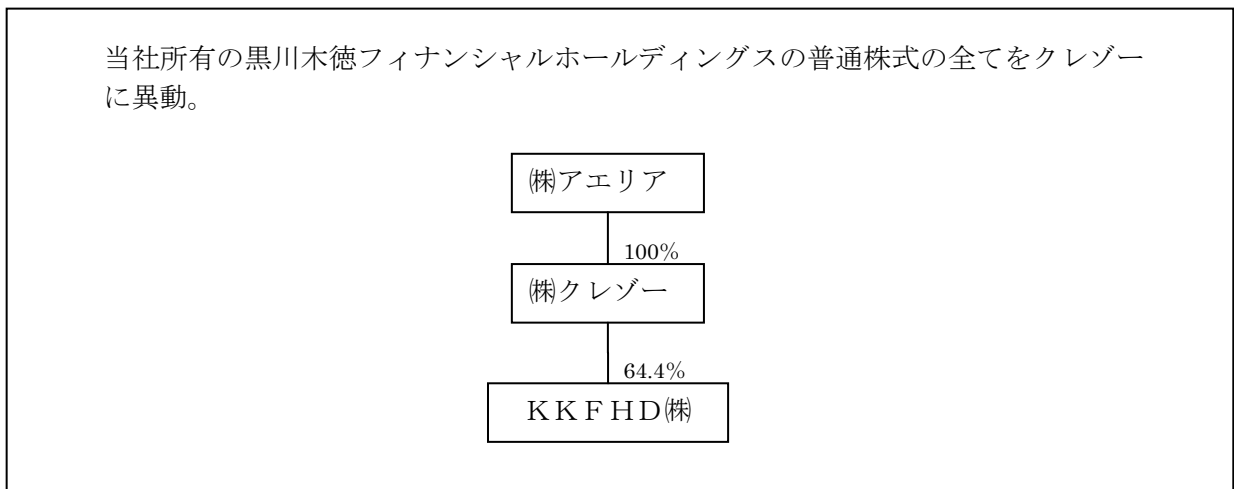 当社所有の黒川木徳フィナンシャルホールディングスの普通株式の全てをクレゾー
に異動。
㈱アエリア
100%
㈱クレゾー
64.4%
ＫＫＦＨＤ㈱